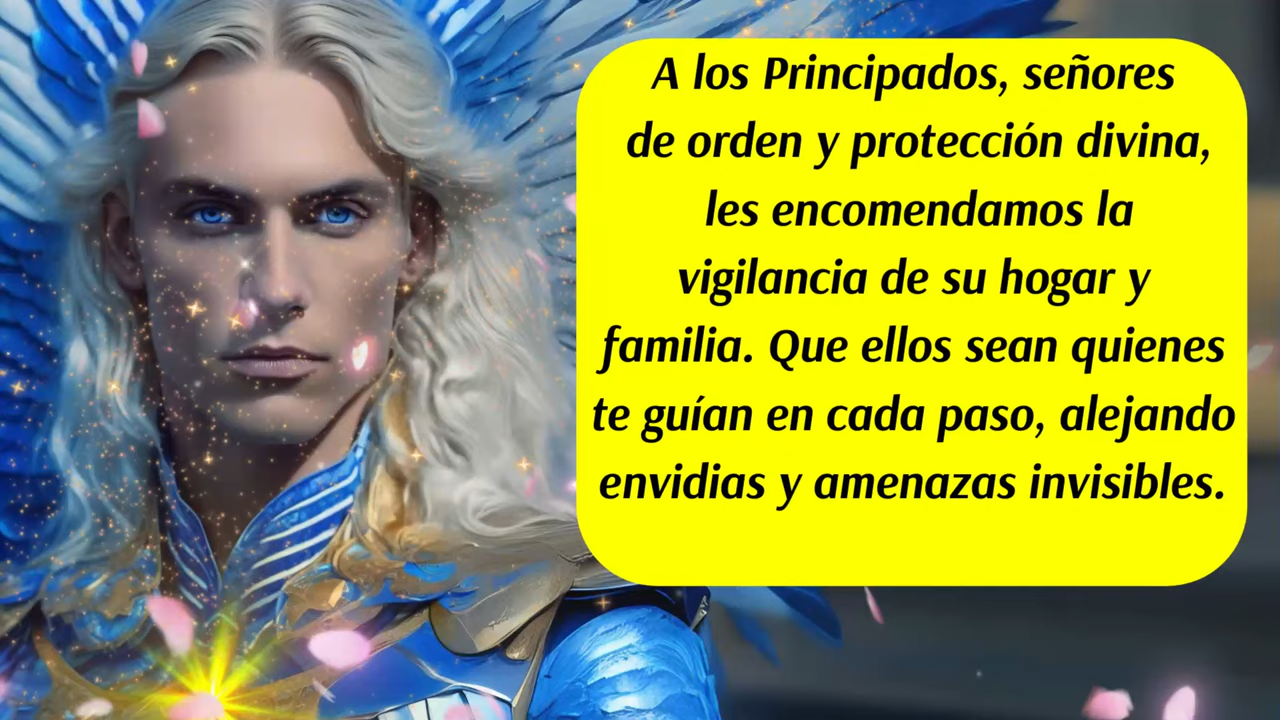 A los Principados, señores
de orden y protección divina,
les encomendamos la
vigilancia de su hogar y
familia. Que ellos sean quienes
te guían en cada paso, alejando
envidias y amenazas invisibles.